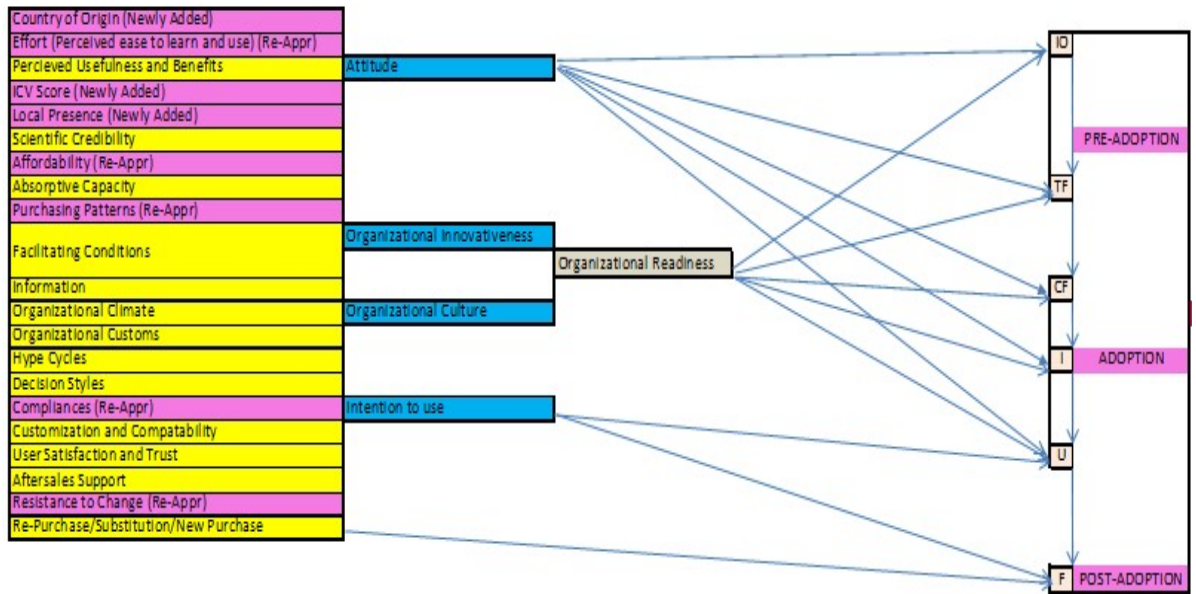 Country of Origin (Newly Added)
Effort (Perceived ease to learn and use) (Re-Appr)
Percieved Usefulness and Benefits
ICV Score (Newly Added)
Local Presence (Newly Added)
Scientific Credibility
Affordability (Re-Appr)
Absorptive Capacity
Purchasing Patterns (Re-Appr)
Facilitating Conditions
Information
Organizational Climate
Organizational Customs
Hype Cycles
Decision Styles
Compliances (Re-Appr)
Customization and Compatability
User Satisfaction and Trust
Aftersales Support
Resistance to Change (Re-Appr)
Re-Purchase/Substitution/New Purchase
Attitude
Organizational Innovativeness
Organizational Culture
Intention to use
Organizational Readiness
IO
PRE-ADOPTION
TF
CF
I
ADOPTION
U
F
POST-ADOPTION